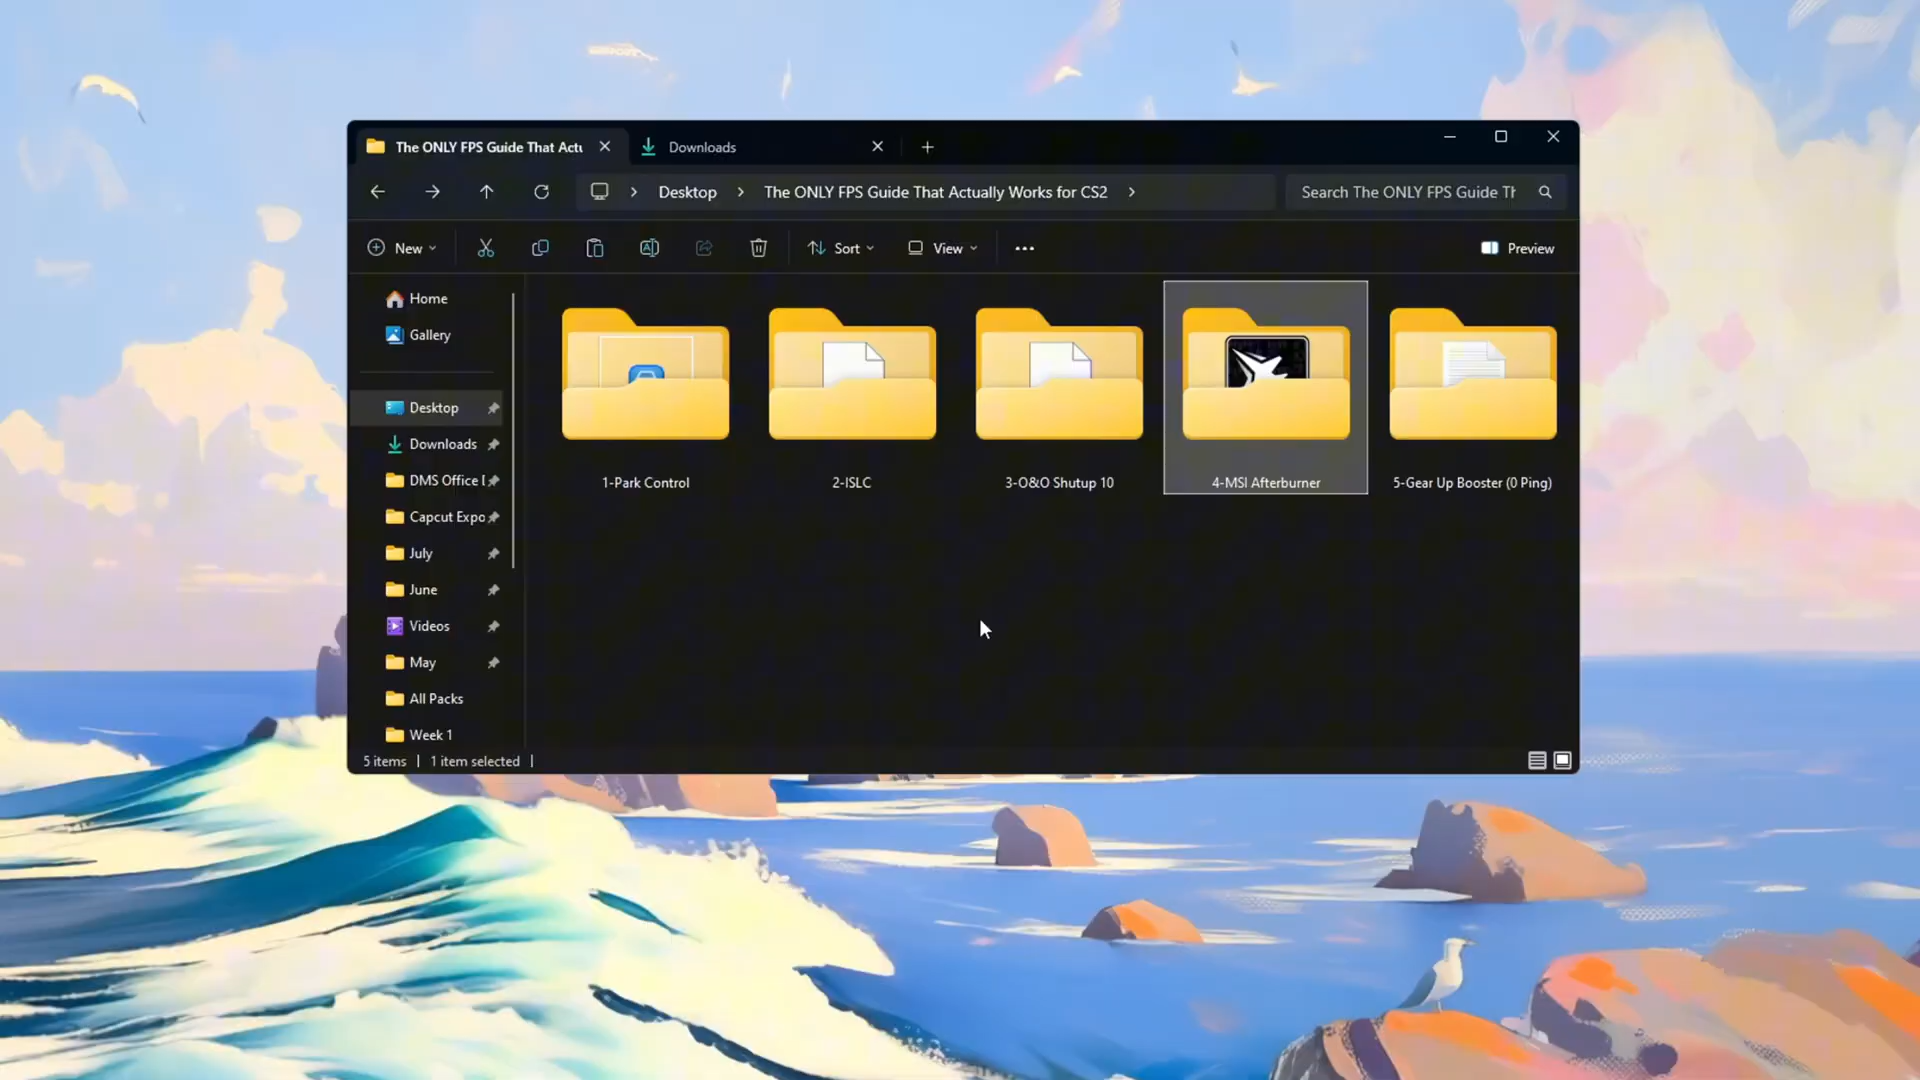 The ONLY FPS Guide That Actu
Downloads
Desktop
The ONLY FPS Guide That Actually Works for CS2
Search The ONLY FPS Guide Th
New
Sort
View
Preview
Home
Gallery
Desktop
Downloads
DMS Office
Capcut Expo
July
June
Videos
May
All Packs
Week 1
1-Park Control
2-ISLC
3-O&O Shutup 10
4-MSI Afterburner
5-Gear Up Booster (0 Ping)
5 items
1 item selected